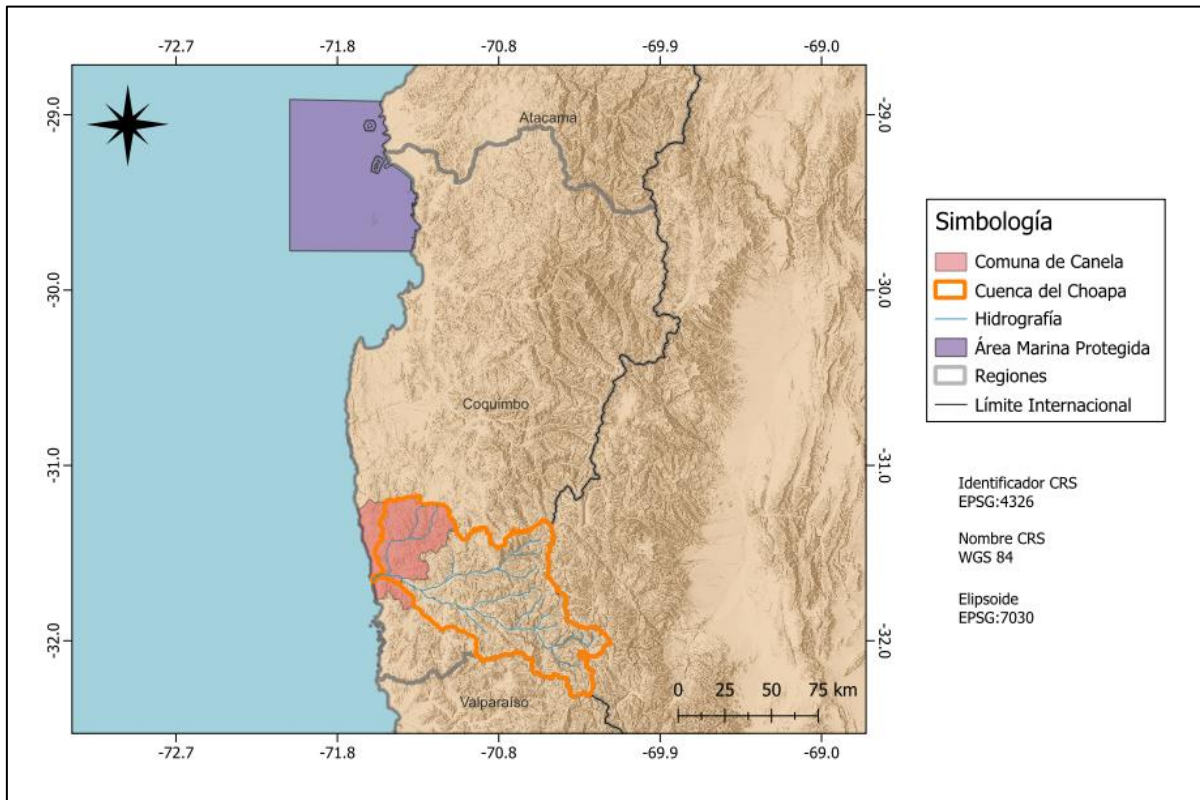 -72.7 -71.8 -70.8 -69.9 -69.0
-29.0 -29.0
Atacama
-30.0 -30.0
Coquimbo
-31.0 -31.0
-32.0 -32.0
Valparaíso
0 25 50 75 km
-72.7 -71.8 -70.8 -69.9 -69.0
Simbología
Comuna de Canela
Cuenca del Choapa
Hidrografía
Área Marina Protegida
Regiones
Límite Internacional
Identificador CRS
EPSG:4326
Nombre CRS
WGS 84
Elipsoide
EPSG:7030